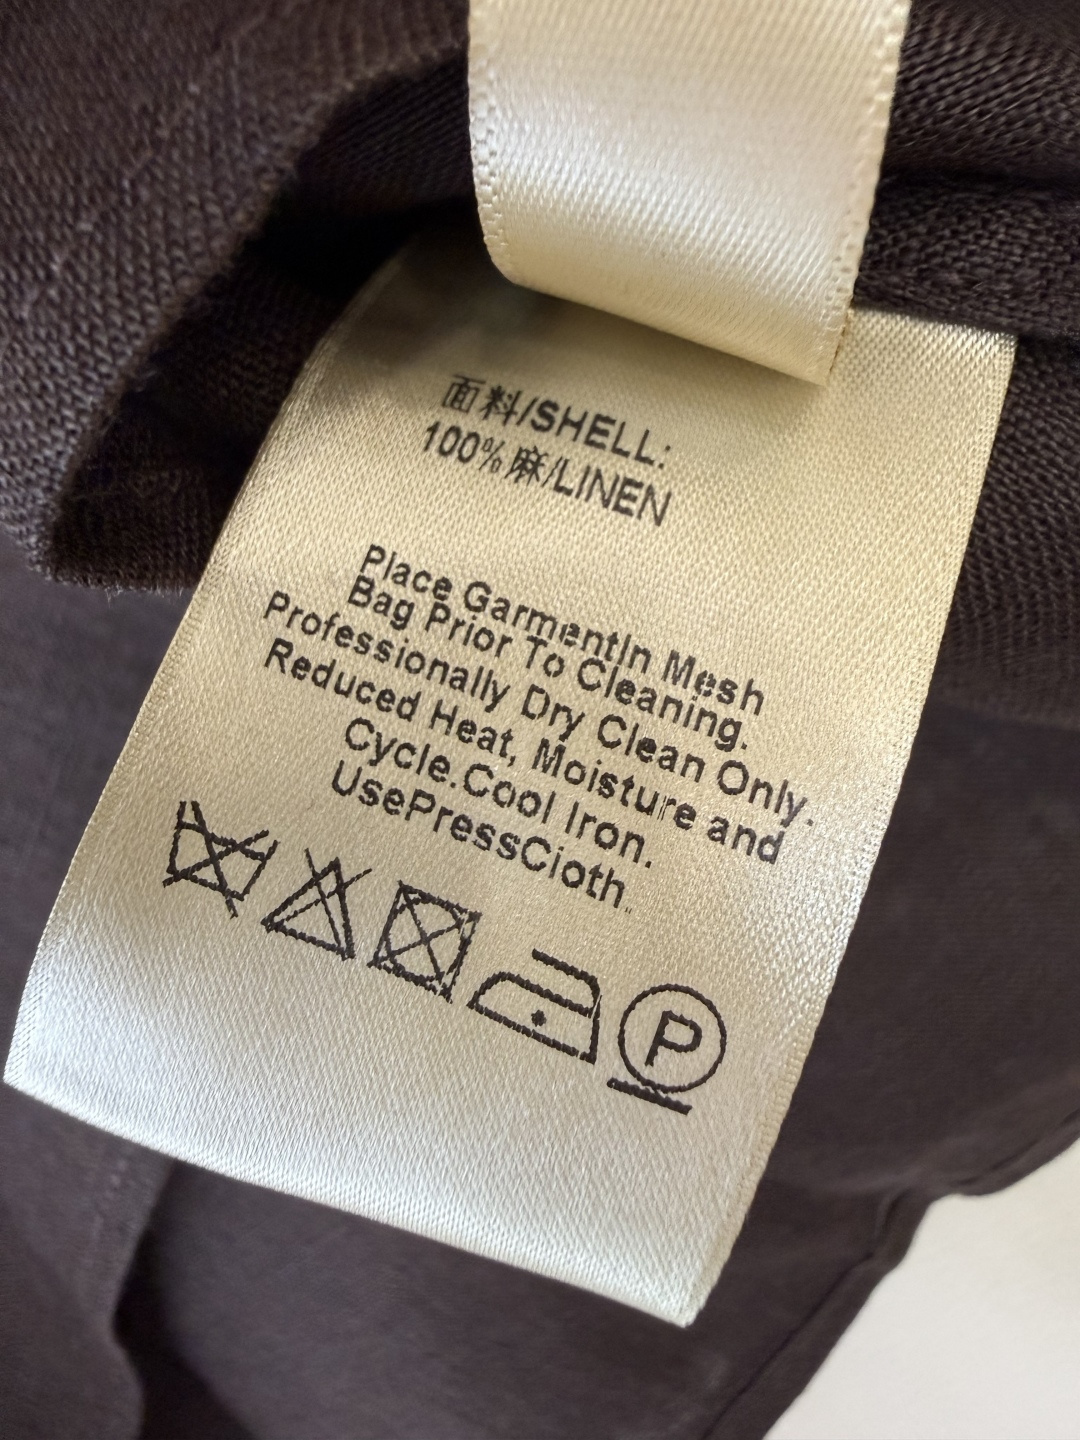 面料/SHELL:
100%麻/LINEN
Place GarmentIn Mesh
Bag Prior To Cleaning.
Professionally Dry Clean Only.
Reduced Heat, Moisture and
Cycle.Cool Iron.
UsePressCioth.
P